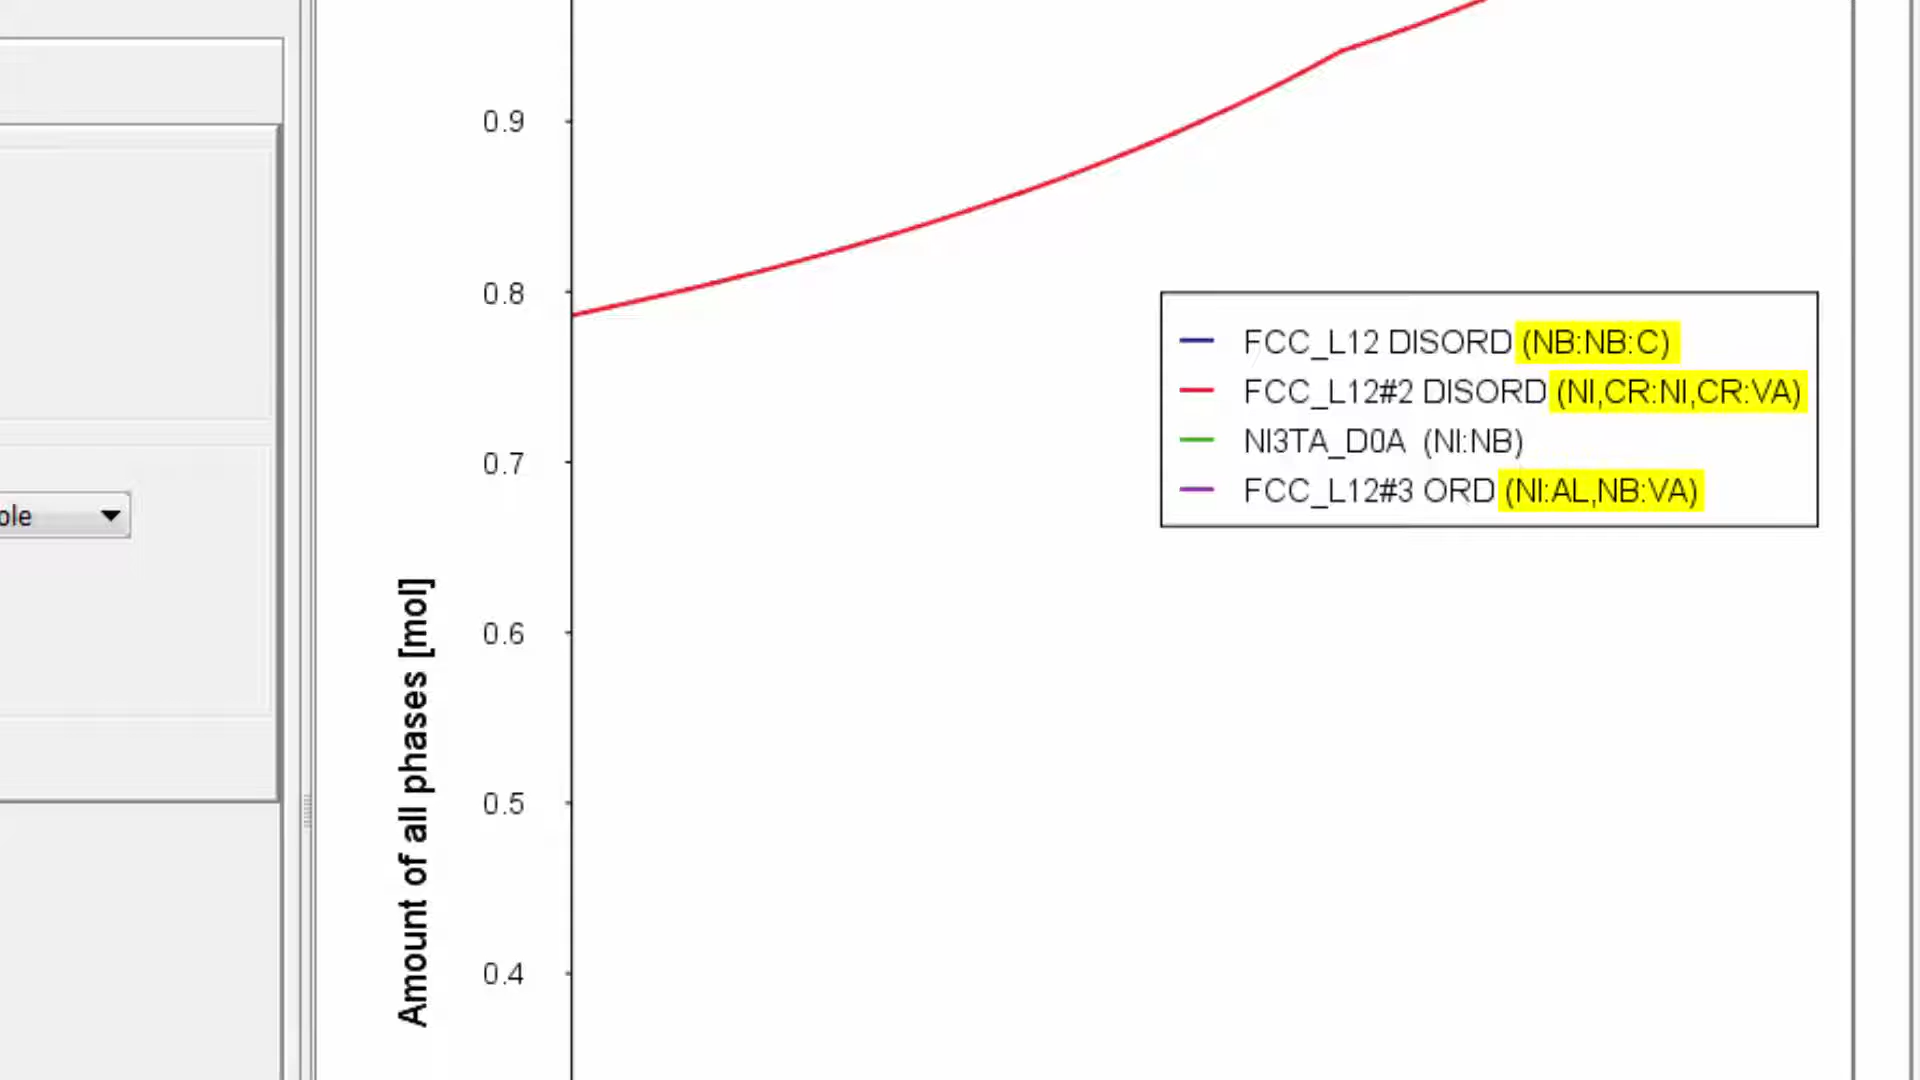 0.9
0.8
FCC_L12 DISORD (NB:NB:C)
FCC_L12#2 DISORD (NI,CR:NI,CR:VA)
NI3TA_D0A (NI:NB)
FCC_L12#3 ORD (NI:AL,NB:VA)
0.7
ole
0.6
0.5
0.4
Amount of all phases [mol]